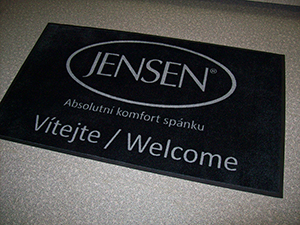 JENSEN®
Absolutní komfort spánku
Vítejte / Welcome